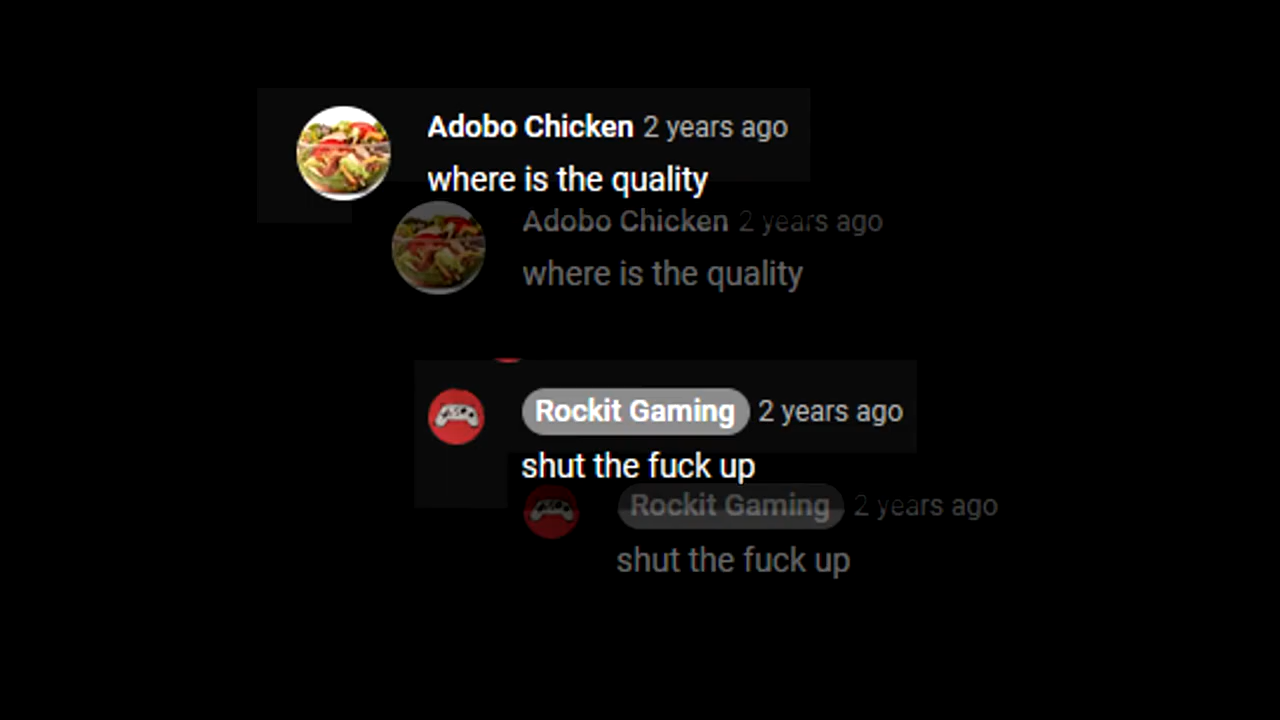 Adobo Chicken 2 years ago
where is the quality
Adobo Chicken 2 years ago
where is the quality
Rockit Gaming 2 years ago
shut the fuck up
Rockit Gaming 2 years ago
shut the fuck up